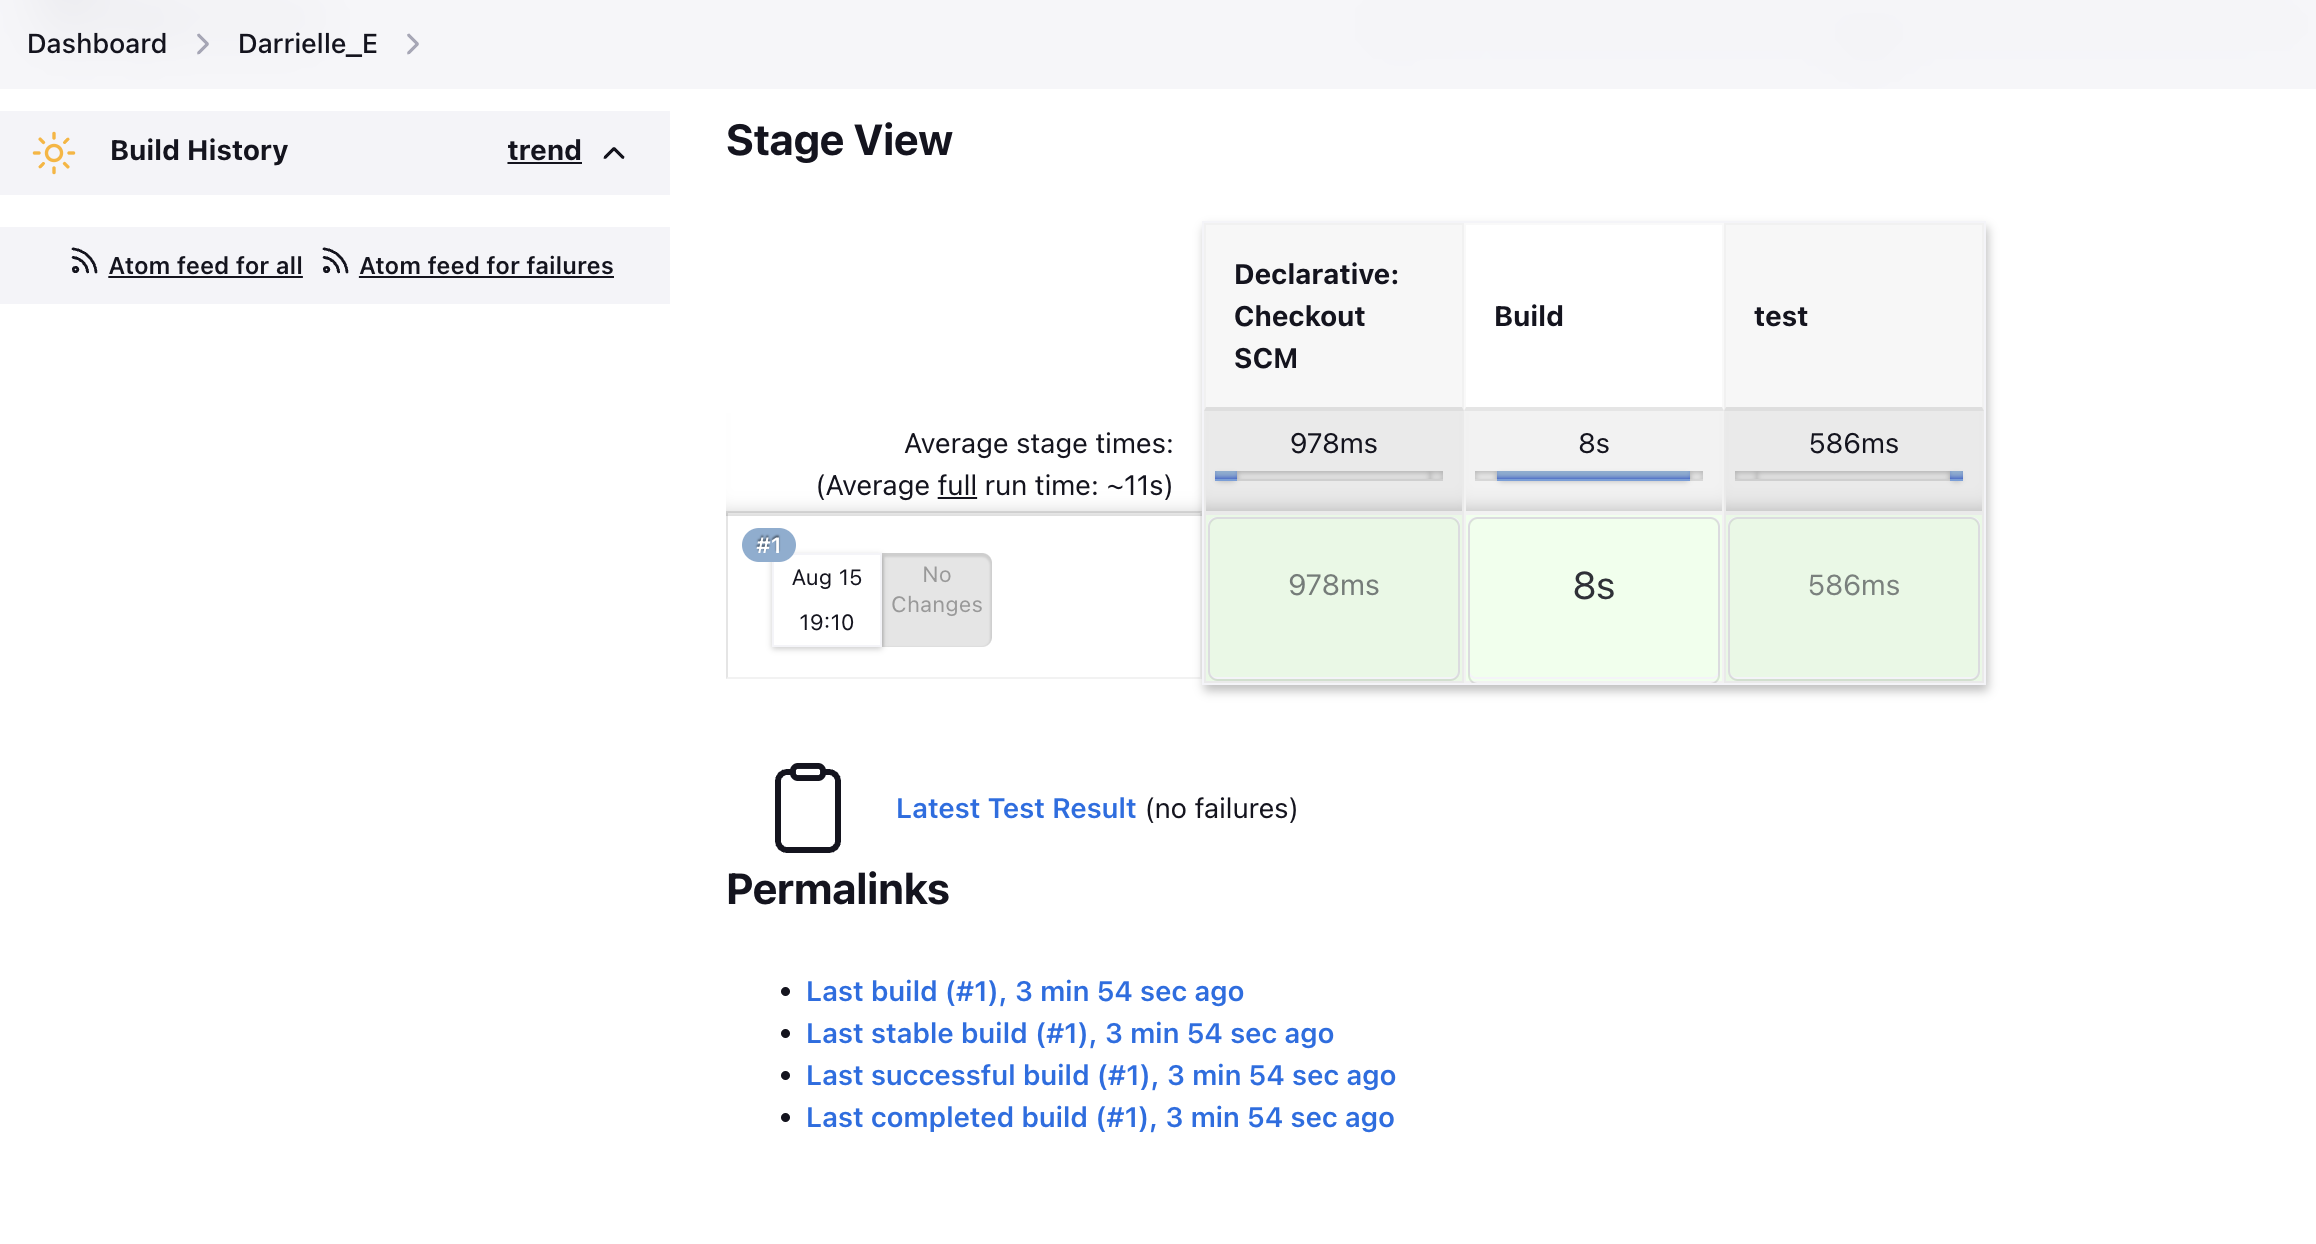 Dashboard
Darrielle_E
Build History
trend
Atom feed for all
Atom feed for failures
Stage View
Declarative:
Checkout
SCM
Build
test
Average stage times:
(Average full run time: ~11s)
978ms
8s
586ms
#1
Aug 15
19:10
No
Changes
978ms
8s
586ms
Latest Test Result (no failures)
Permalinks
Last build (#1), 3 min 54 sec ago
Last stable build (#1), 3 min 54 sec ago
Last successful build (#1), 3 min 54 sec ago
Last completed build (#1), 3 min 54 sec ago